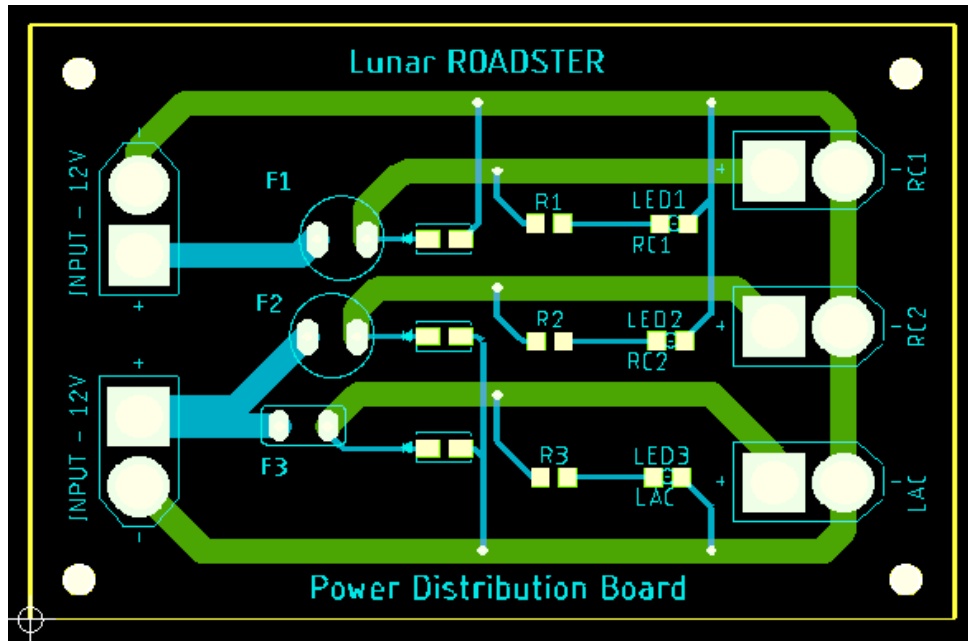 Lunar ROADSTER
+
INPUT - 12V
+
F1
R1
LED1
RC1
+
-
RC1
F2
R2
LED2
RC2
+
-
RC2
+
INPUT - 12V
-
F3
R3
LED3
LAC
+
-
LAC
Power Distribution Board